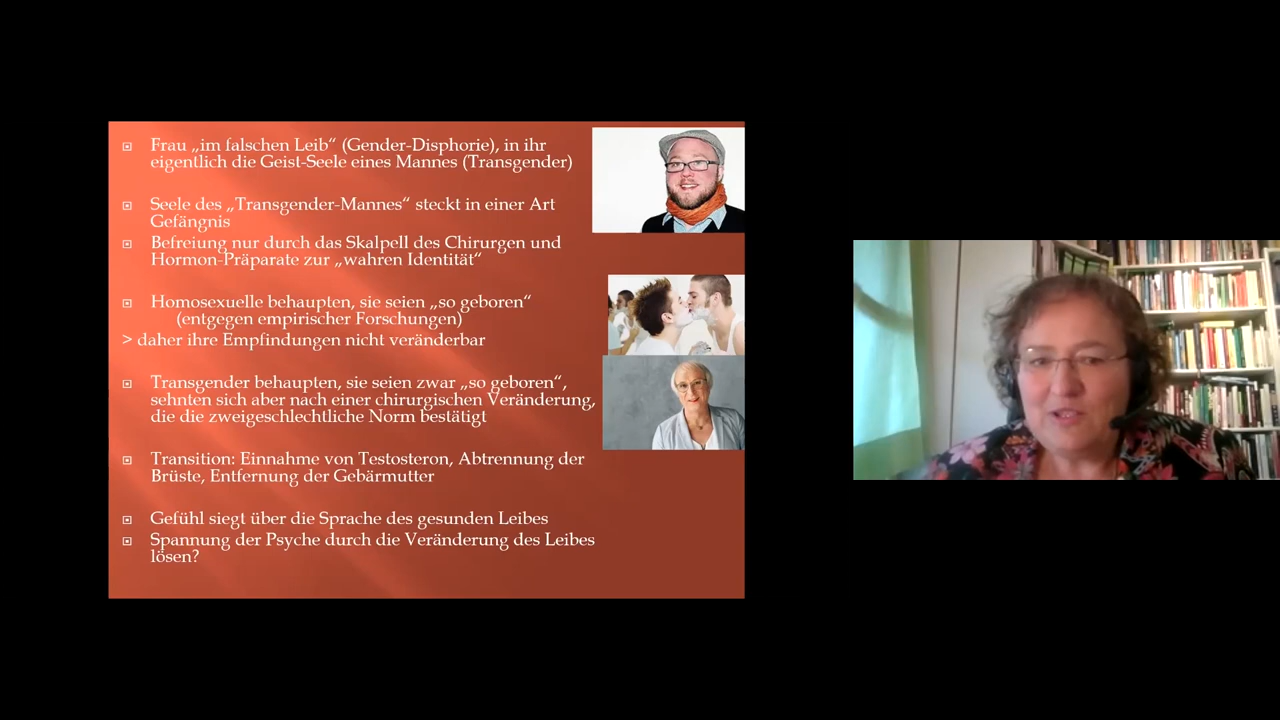 Frau „im falschen Leib“ (Gender-Disphorie), in ihr
eigentlich die Geist-Seele eines Mannes (Transgender)
Seele des „Transgender-Mannes“ steckt in einer Art
Gefängnis
Befreiung nur durch das Skalpell des Chirurgen und
Hormon-Präparate zur „wahren Identität“
Homosexuelle behaupten, sie seien „so geboren“
(entgegen empirischer Forschungen)
> daher ihre Empfindungen nicht veränderbar
Transgender behaupten, sie seien zwar „so geboren“,
sehnten sich aber nach einer chirurgischen Veränderung,
die die zweigeschlechtliche Norm bestätigt
Transition: Einnahme von Testosteron, Abtrennung der
Brüste, Entfernung der Gebärmutter
Gefühl siegt über die Sprache des gesunden Leibes
Spannung der Psyche durch die Veränderung des Leibes
lösen?